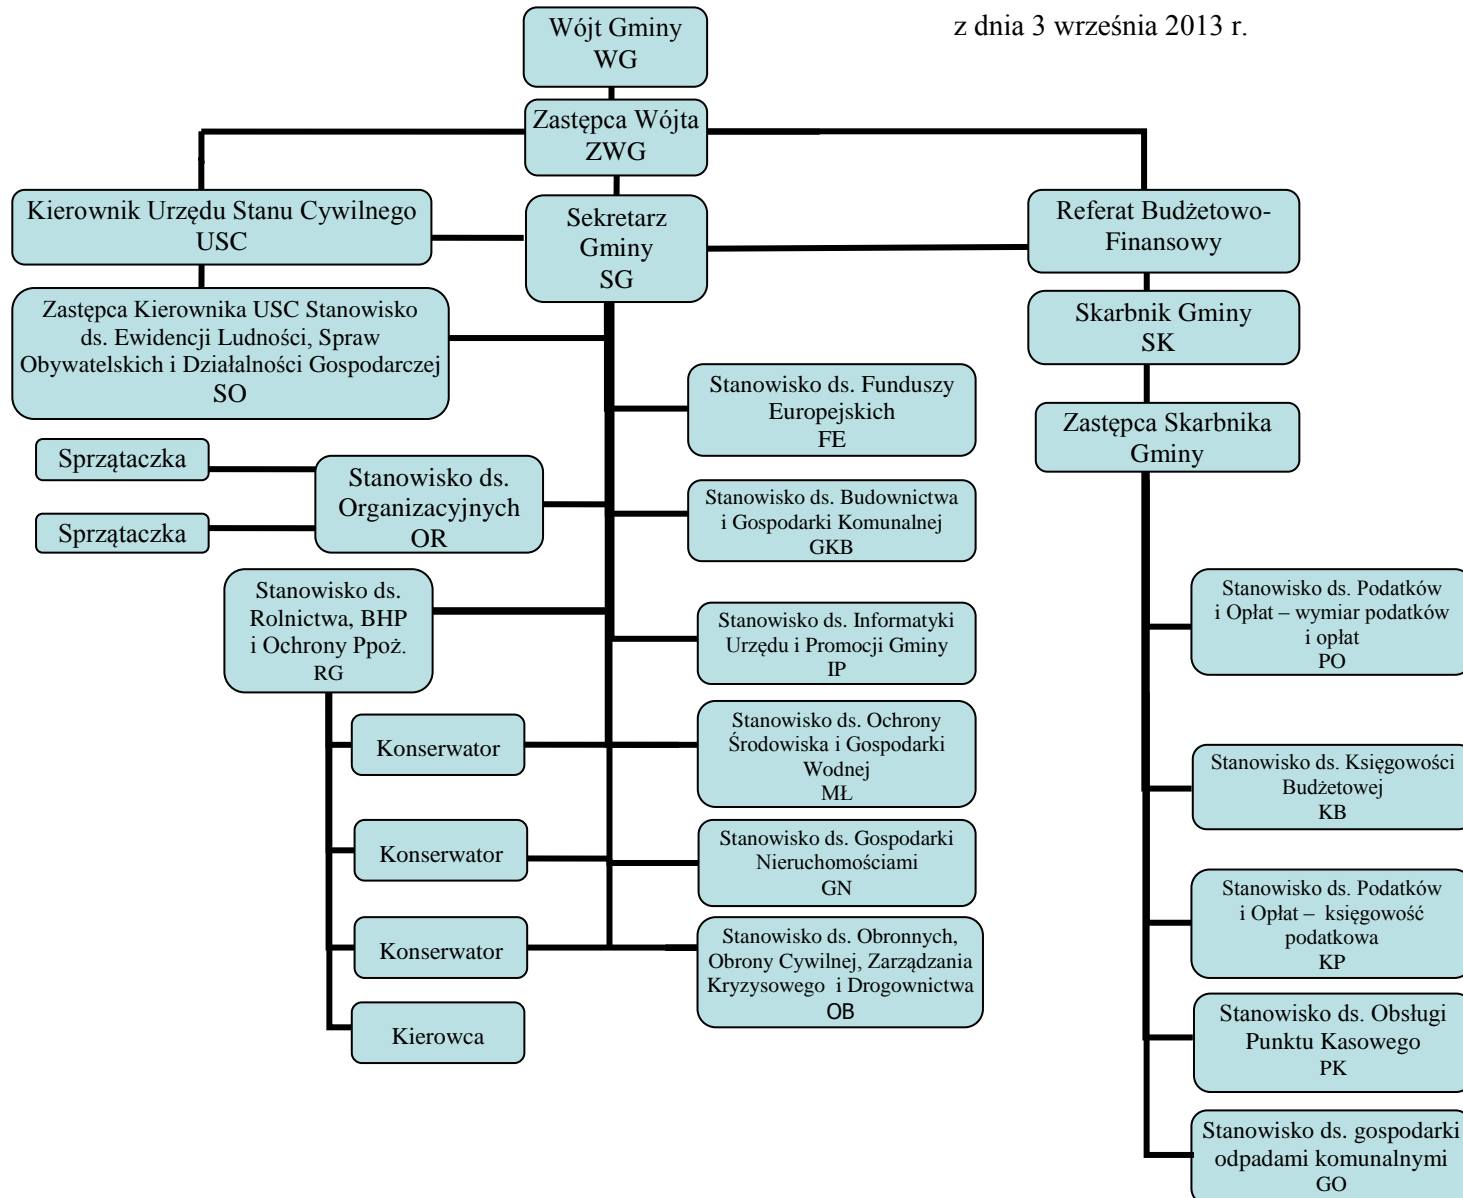 z dnia 3 września 2013 r.
Wójt Gminy
WG
Zastępca Wójta
ZWG
Kierownik Urzędu Stanu Cywilnego
USC
Sekretarz
Gminy
SG
Referat Budżetowo-
Finansowy
Zastępca Kierownika USC Stanowisko
ds. Ewidencji Ludności, Spraw
Obywatelskich i Działalności Gospodarczej
SO
Skarbnik Gminy
SK
Stanowisko ds. Funduszy
Europejskich
FE
Zastępca Skarbnika
Gminy
Sprzątaczka
Stanowisko ds.
Organizacyjnych
OR
Sprzątaczka
Stanowisko ds. Budownictwa
i Gospodarki Komunalnej
GKB
Stanowisko ds.
Rolnictwa, BHP
i Ochrony Ppoż.
RG
Stanowisko ds. Informatyki
Urzędu i Promocji Gminy
IP
Stanowisko ds. Podatków
i Opłat – wymiar podatków
i opłat
PO
Konserwator
Stanowisko ds. Ochrony
Środowiska i Gospodarki
Wodnej
MŁ
Stanowisko ds. Księgowości
Budżetowej
KB
Konserwator
Stanowisko ds. Gospodarki
Nieruchomościami
GN
Stanowisko ds. Podatków
i Opłat – księgowość
podatkowa
KP
Konserwator
Stanowisko ds. Obronnych,
Obrony Cywilnej, Zarządzania
Kryzysowego i Drogownictwa
OB
Kierowca
Stanowisko ds. Obsługi
Punktu Kasowego
PK
Stanowisko ds. gospodarki
odpadami komunalnymi
GO